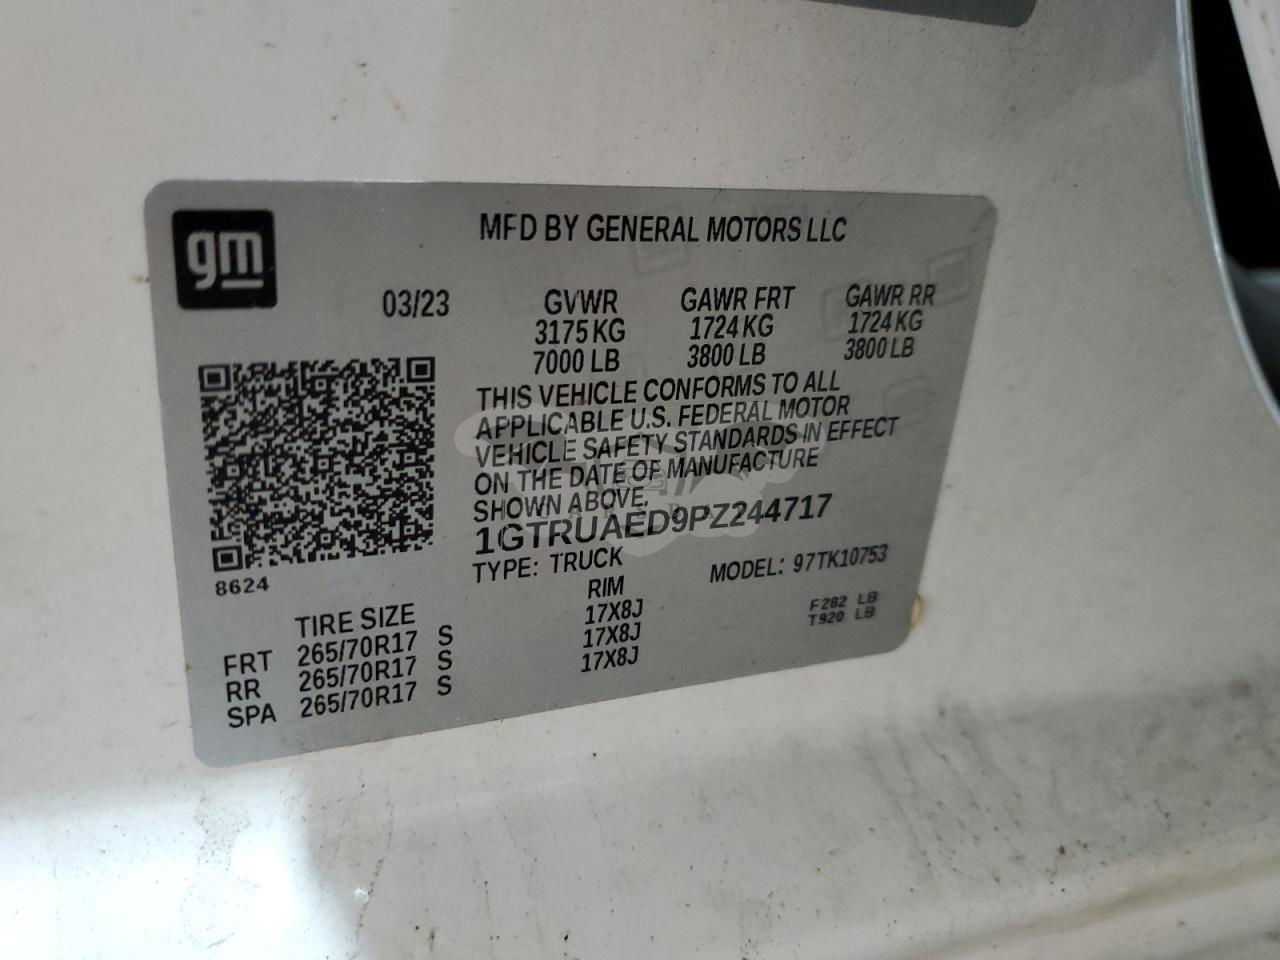 gm
MFD BY GENERAL MOTORS LLC
03/23 GVWR GAWR FRT GAWR RR
3175 KG 1724 KG 1724 KG
7000 LB 3800 LB 3800 LB
THIS VEHICLE CONFORMS TO ALL
APPLICABLE U.S. FEDERAL MOTOR
VEHICLE SAFETY STANDARDS IN EFFECT
ON THE DATE OF MANUFACTURE
SHOWN ABOVE.
1GTRUAED9PZ244717
8624
TYPE: TRUCK MODEL: 97TK10753
TIRE SIZE RIM
FRT 265/70R17 S 17X8J
RR 265/70R17 S 17X8J
SPA 265/70R17 S 17X8J
F282 LB
T920 LB